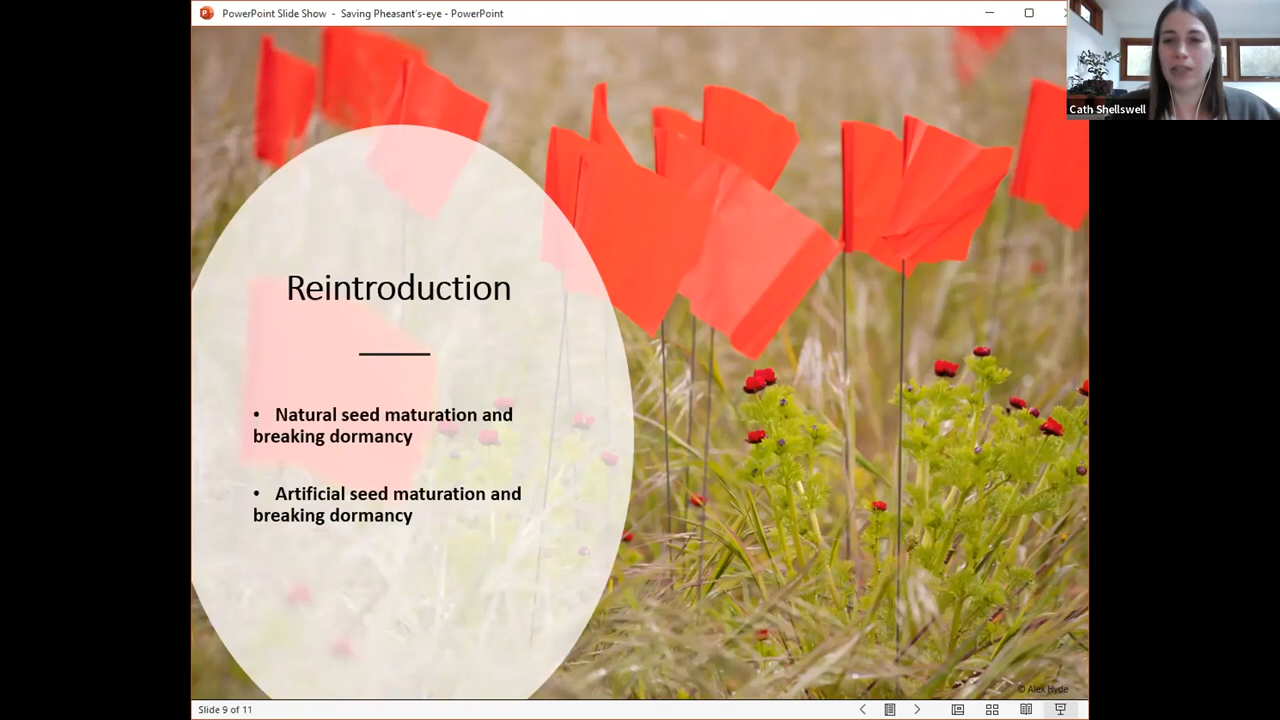 PowerPoint Slide Show - Saving Pheasant's-eye - PowerPoint
Cath Shellswell
Reintroduction
• Natural seed maturation and
breaking dormancy
• Artificial seed maturation and
breaking dormancy
© Alex Hyde
Slide 9 of 11